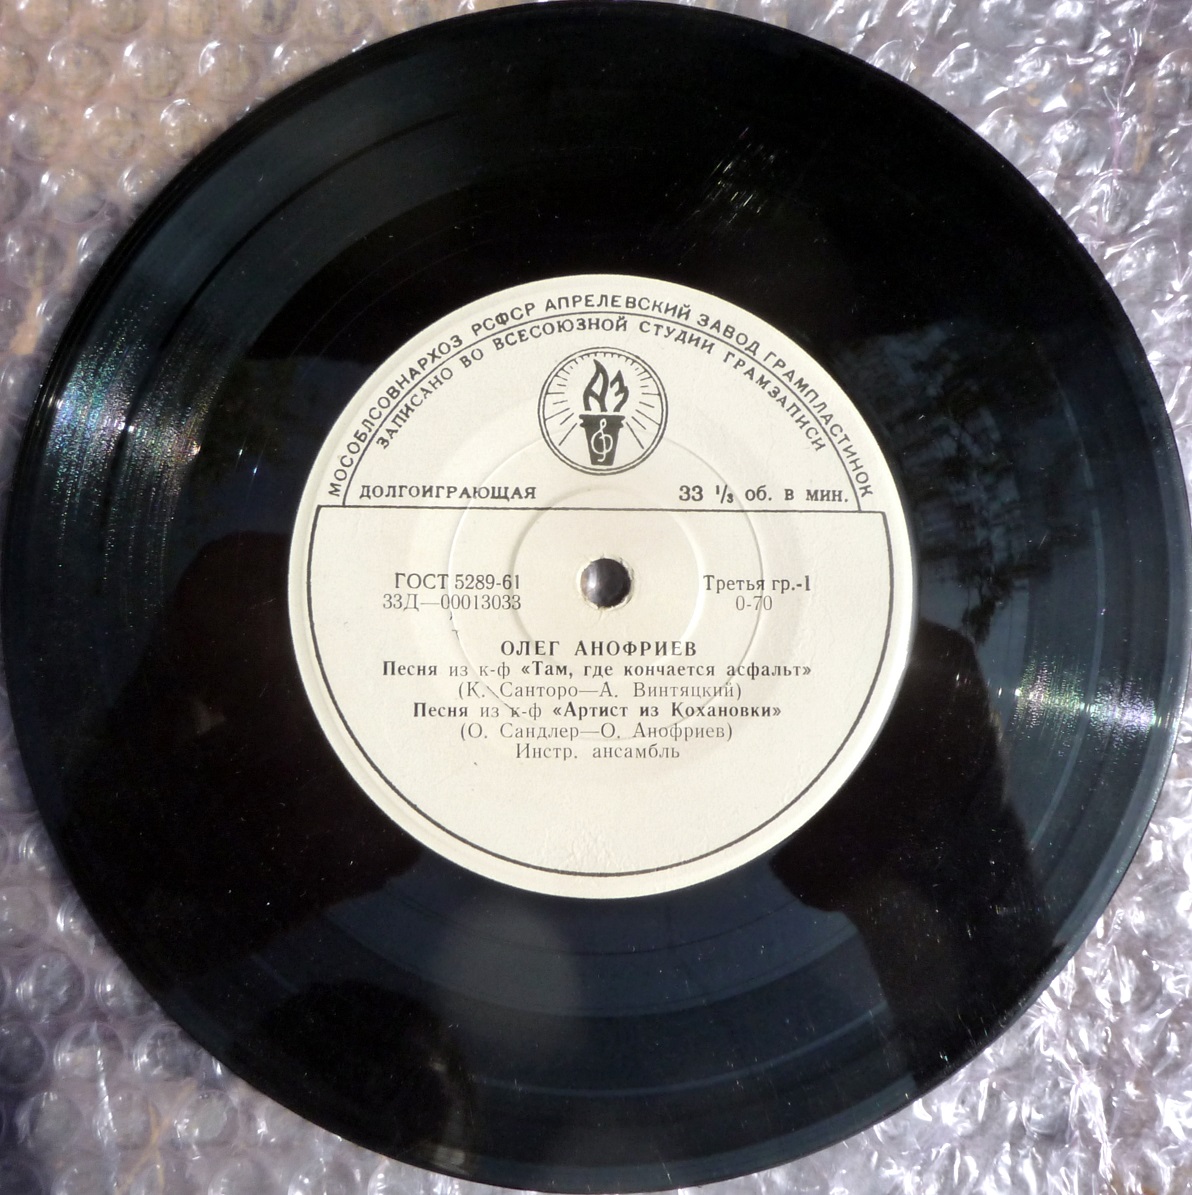 МОСОБЛСОВНАРХОЗ РСФСР АПРЕЛЕВСКИЙ ЗАВОД ГРАМПЛАСТИНОК
ЗАПИСАНО ВО ВСЕСОЮЗНОЙ СТУДИИ ГРАМЗАПИСИ
АЗ
ДОЛГОИГРАЮЩАЯ 33 ⅓ об. в мин.
ГОСТ 5289-61 Третья гр.-1
33Д—00013033 0-70
ОЛЕГ АНОФРИЕВ
Песня из к-ф «Там, где кончается асфальт»
(К. Санторо—А. Винтяцкий)
Песня из к-ф «Артист из Кохановки»
(О. Сандлер—О. Анофриев)
Инстр. ансамбль